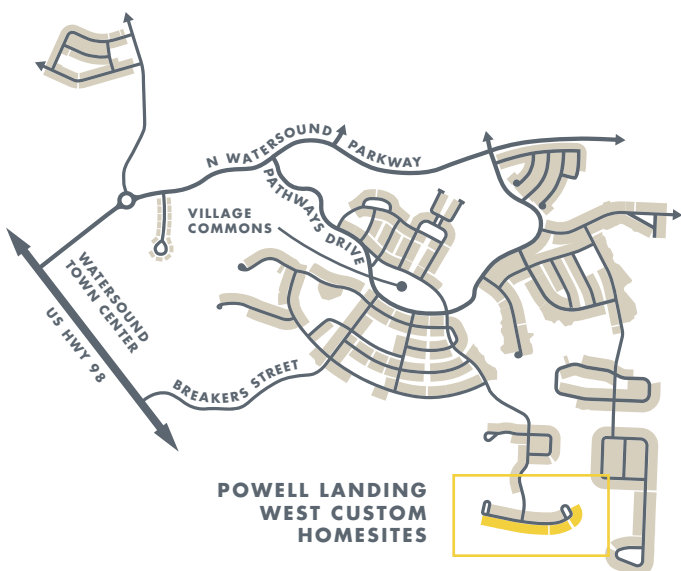 N WATERSOUND PARKWAY
PATHWAYS DRIVE
VILLAGE
COMMONS
WATERSOUND
TOWN CENTER
US HWY 98
BREAKERS STREET
POWELL LANDING
WEST CUSTOM
HOMESITES